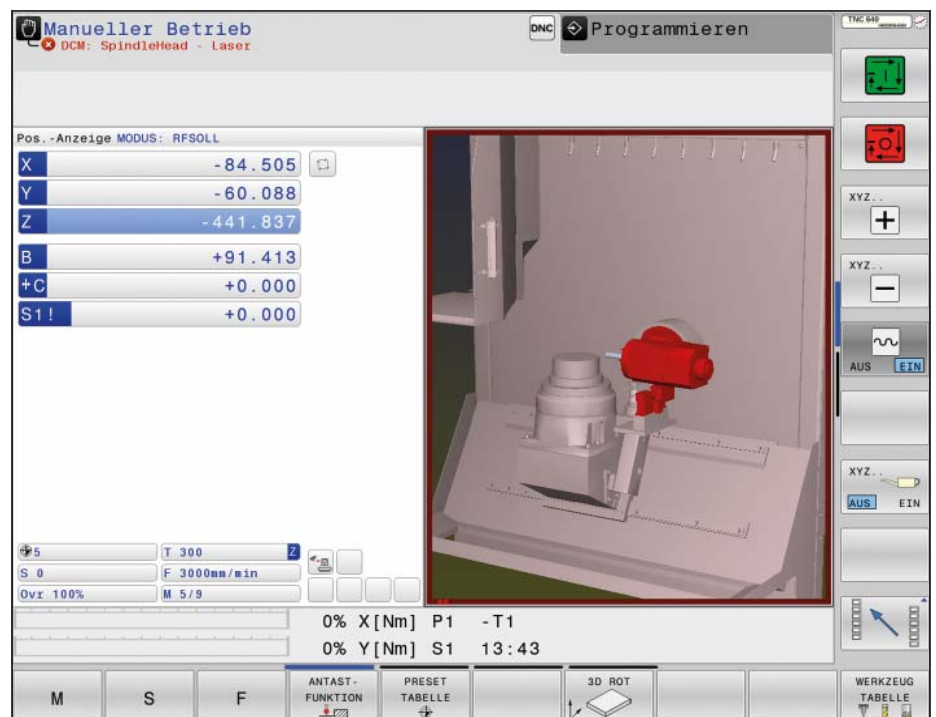 Manueller Betrieb
DCM: SpindleHead - Laser
DNC
Programmieren
TNC 640
Pos.-Anzeige MODUS: RFSOLL
X -84.505
Y -60.088
Z -441.837
B +91.413
+C +0.000
S1! +0.000
XYZ..
XYZ..
AUS EIN
XYZ..
AUS EIN
5
T 300 Z
S 0
F 3000mm/min
Ovr 100%
M 5/9
0% X[Nm] P1 -T1
0% Y[Nm] S1 13:43
M
S
F
ANTAST-
FUNKTION
PRESET
TABELLE
3D ROT
WERKZEUG
TABELLE